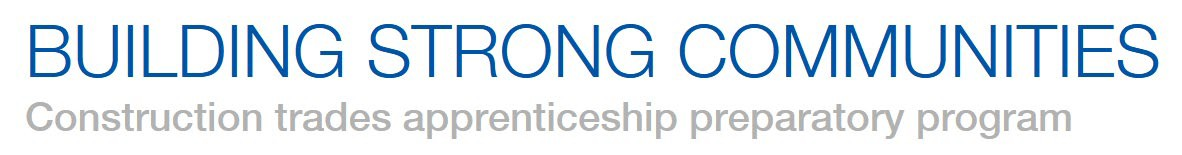 BUILDING STRONG COMMUNITIES
Construction trades apprenticeship preparatory program